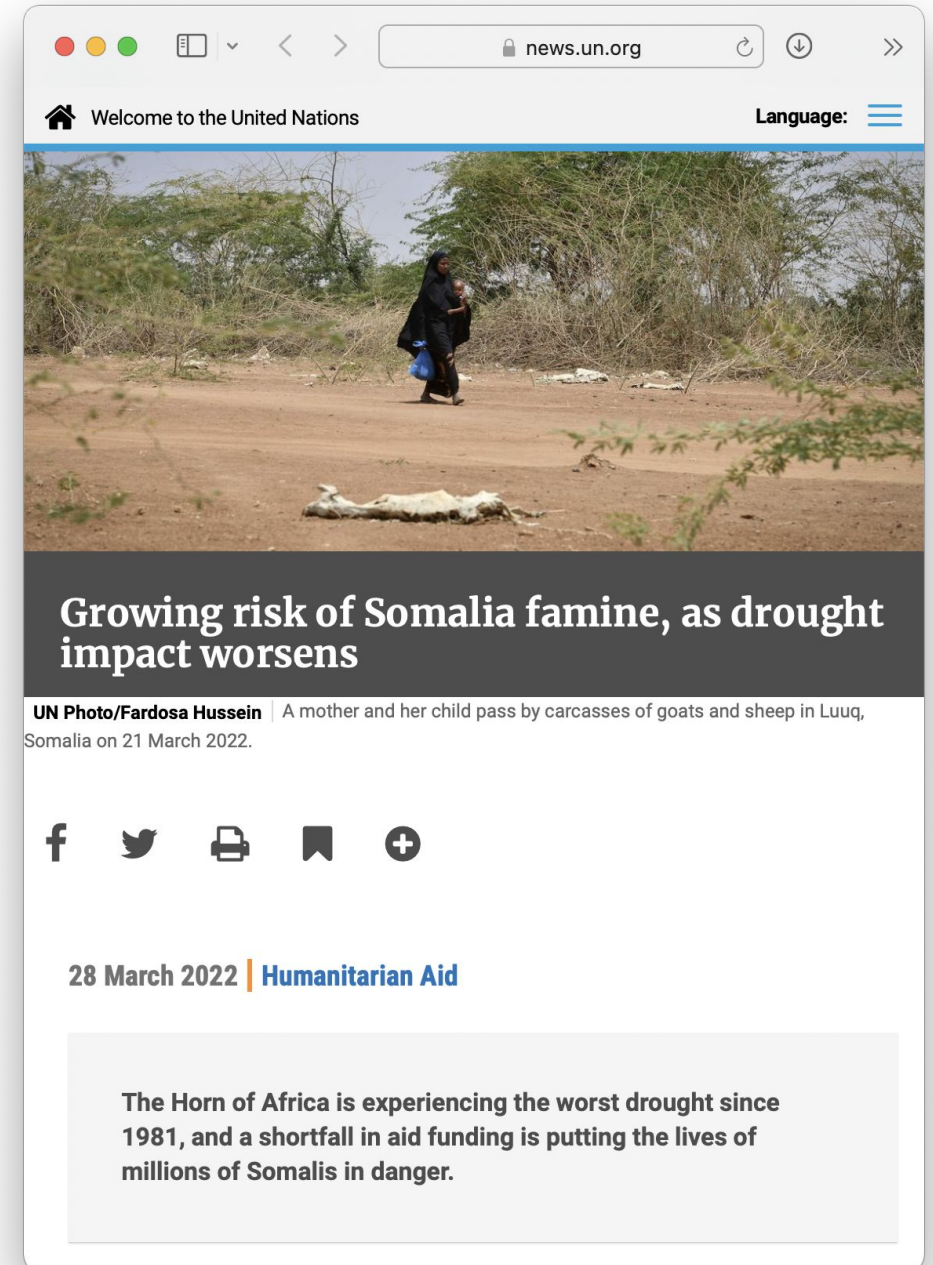 news.un.org
Welcome to the United Nations
Language:
Growing risk of Somalia famine, as drought
impact worsens
UN Photo/Fardosa Hussein A mother and her child pass by carcasses of goats and sheep in Luuq,
Somalia on 21 March 2022.
28 March 2022 Humanitarian Aid
The Horn of Africa is experiencing the worst drought since
1981, and a shortfall in aid funding is putting the lives of
millions of Somalis in danger.